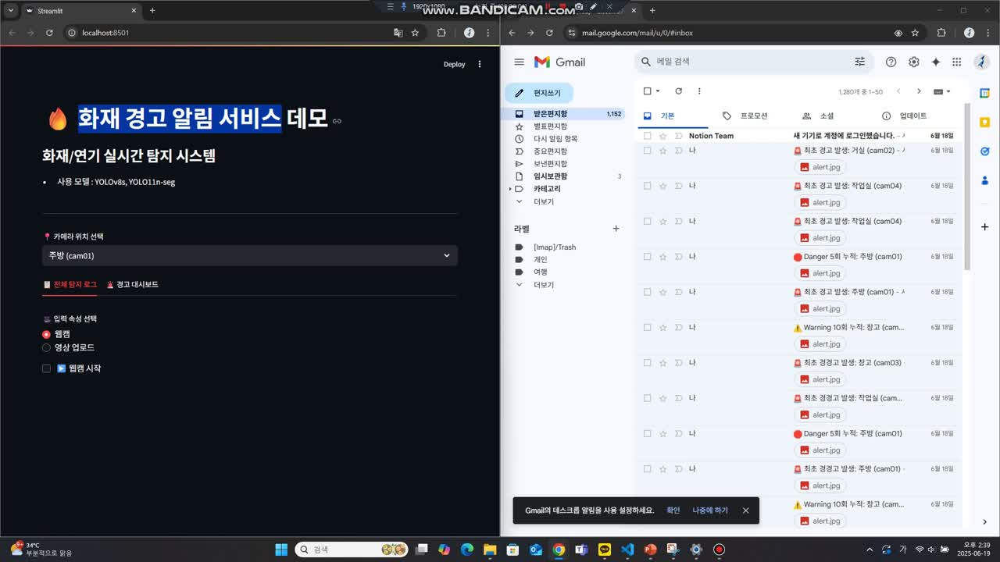 Streamlit
1920x1080
www.BANDICAM.com
localhost:8501
mail.google.com/mail/u/0/#inbox
Deploy
화재 경고 알림 서비스 데모
화재/연기 실시간 탐지 시스템
• 사용 모델 : YOLOv8s, YOLO11n-seg
카메라 위치 선택
주방 (cam01)
전체 탐지 로그
경고 대시보드
입력 속성 선택
웹캠
영상 업로드
웹캠 시작
Gmail
메일 검색
편지쓰기
받은편지함 1,152
별표편지함
다시 알림 항목
중요편지함
보낸편지함
임시보관함 3
카테고리
더보기
라벨
[Imap]/Trash
개인
여행
더보기
1,280개 중 1–50
기본
프로모션
소셜
업데이트
Notion Team 새 기기로 계정에 로그인했습니다. 6월 18일
나 🚨 최초 경고 발생: 거실 (cam02) - 6월 18일
alert.jpg
나 🚨 최초 경고 발생: 작업실 (cam04) 6월 18일
alert.jpg
나 🚨 최초 경고 발생: 작업실 (cam04) 6월 18일
alert.jpg
나 🛑 Danger 5회 누적: 주방 (cam01) 6월 18일
alert.jpg
나 🚨 최초 경고 발생: 주방 (cam01) - 6월 18일
alert.jpg
나 ⚠️ Warning 10회 누적: 창고 (cam... 6월 18일
alert.jpg
나 🚨 최초 경경고 발생: 창고 (cam03) 6월 18일
alert.jpg
나 🚨 최초 경경고 발생: 작업실 (cam... 6월 18일
alert.jpg
나 🛑 Danger 5회 누적: 주방 (cam01) 6월 18일
alert.jpg
나 🚨 최초 경경고 발생: 주방 (cam01) - 6월 18일
alert.jpg
⚠️ Warning 10회 누적: 창고 (cam... 6월 18일
alert.jpg
Gmail의 데스크톱 알림을 사용 설정하세요. 확인 나중에 하기
34°C
부분적으로 맑음
검색
가
오후 2:39
2025-06-19